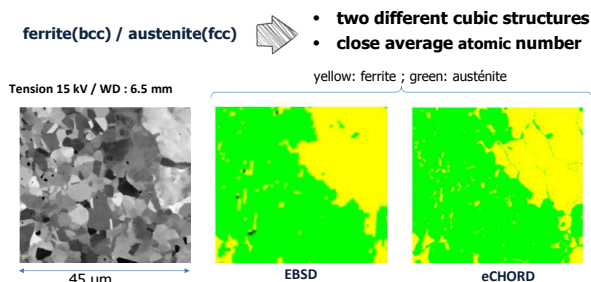 ferrite(bcc) / austenite(fcc)
• two different cubic structures
• close average atomic number
yellow: ferrite ; green: austénite
Tension 15 kV / WD : 6.5 mm
45 µm
EBSD
eCHORD